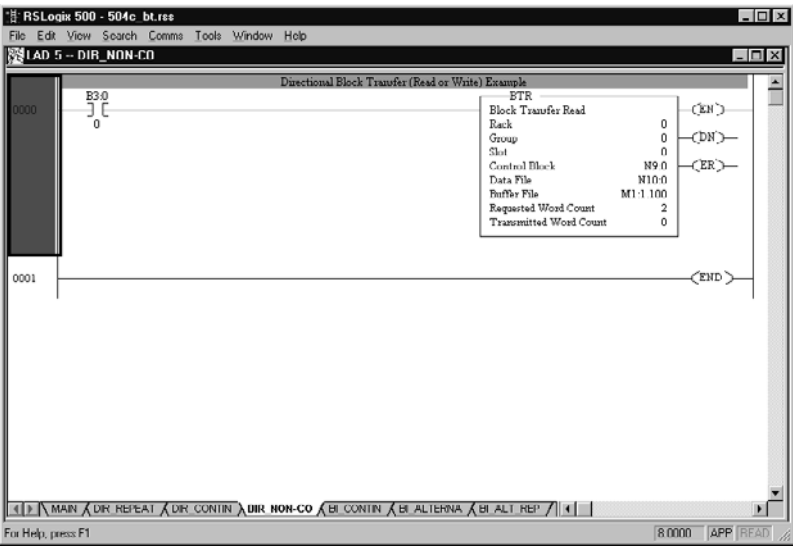 RSLogix 500 - 504c_bt.rss
File Edit View Search Comms Tools Window Help
LAD 5 -- DIR_NON-CO
Directional Block Transfer (Read or Write) Example
0000
B3:0
0
BTR
Block Transfer Read
Rack 0
Group 0
Slot 0
Control Block N9:0
Data File N10:0
Buffer File M1:1.100
Requested Word Count 2
Transmitted Word Count 0
EN
DN
ER
0001
END
MAIN DIR_REPEAT DIR_CONTIN DIR_NON-CO BI_CONTIN BI_ALTERNA BI_ALT_REP
For Help, press F1
8:0000 APP READ